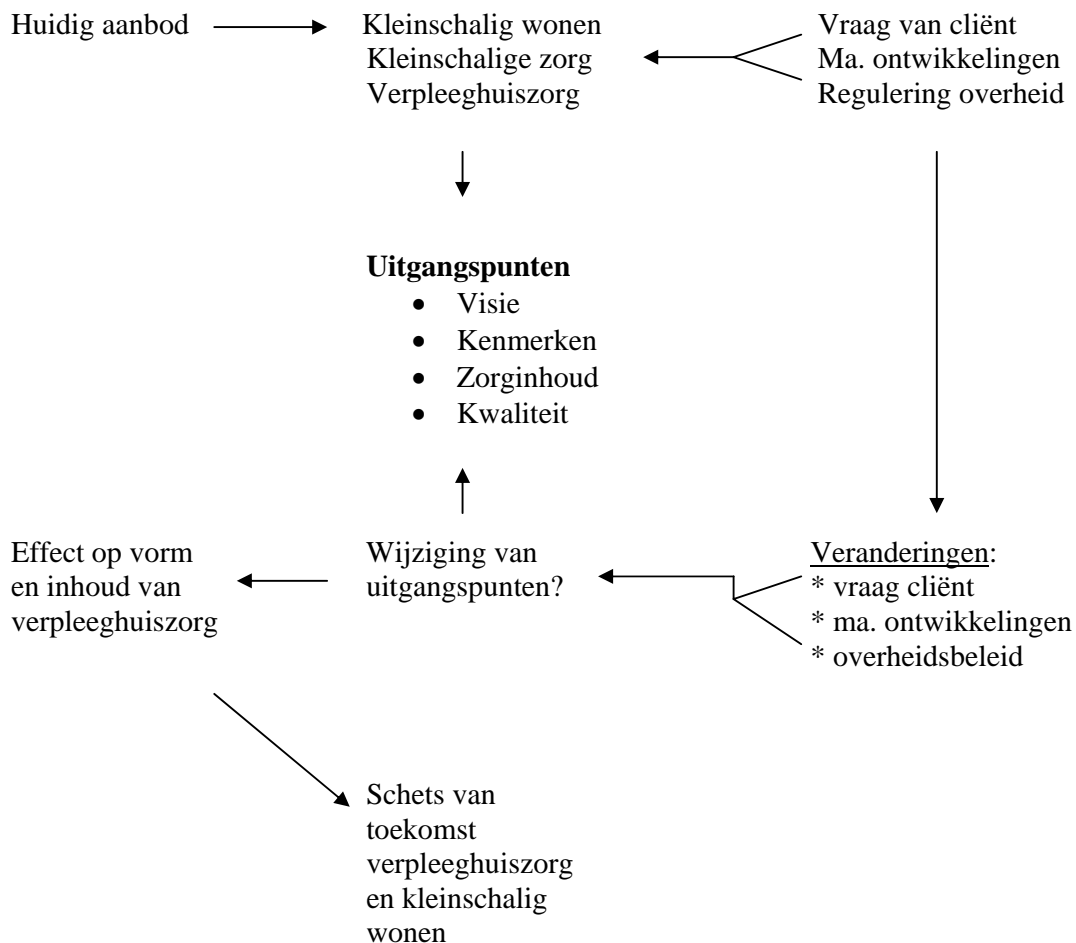 Huidig aanbod
Kleinschalig wonen
Kleinschalige zorg
Verpleeghuiszorg
Vraag van cliënt
Ma. ontwikkelingen
Regulering overheid
Uitgangspunten
• Visie
• Kenmerken
• Zorginhoud
• Kwaliteit
Effect op vorm
en inhoud van
verpleeghuiszorg
Wijziging van
uitgangspunten?
Veranderingen:
* vraag cliënt
* ma. ontwikkelingen
* overheidsbeleid
Schets van
toekomst
verpleeghuiszorg
en kleinschalig
wonen